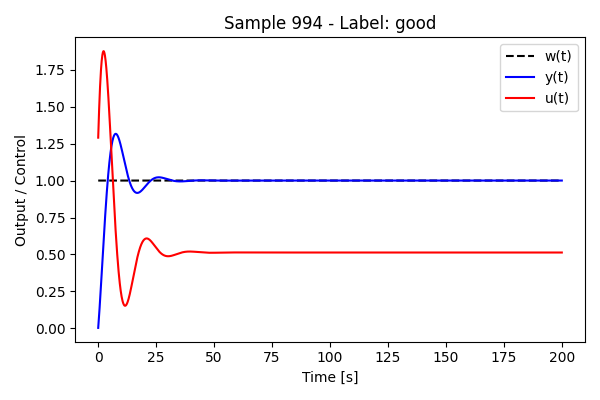 Sample 994 - Label: good
w(t)
y(t)
u(t)
Output / Control
1.75
1.50
1.25
1.00
0.75
0.50
0.25
0.00
0 25 50 75 100 125 150 175 200
Time [s]